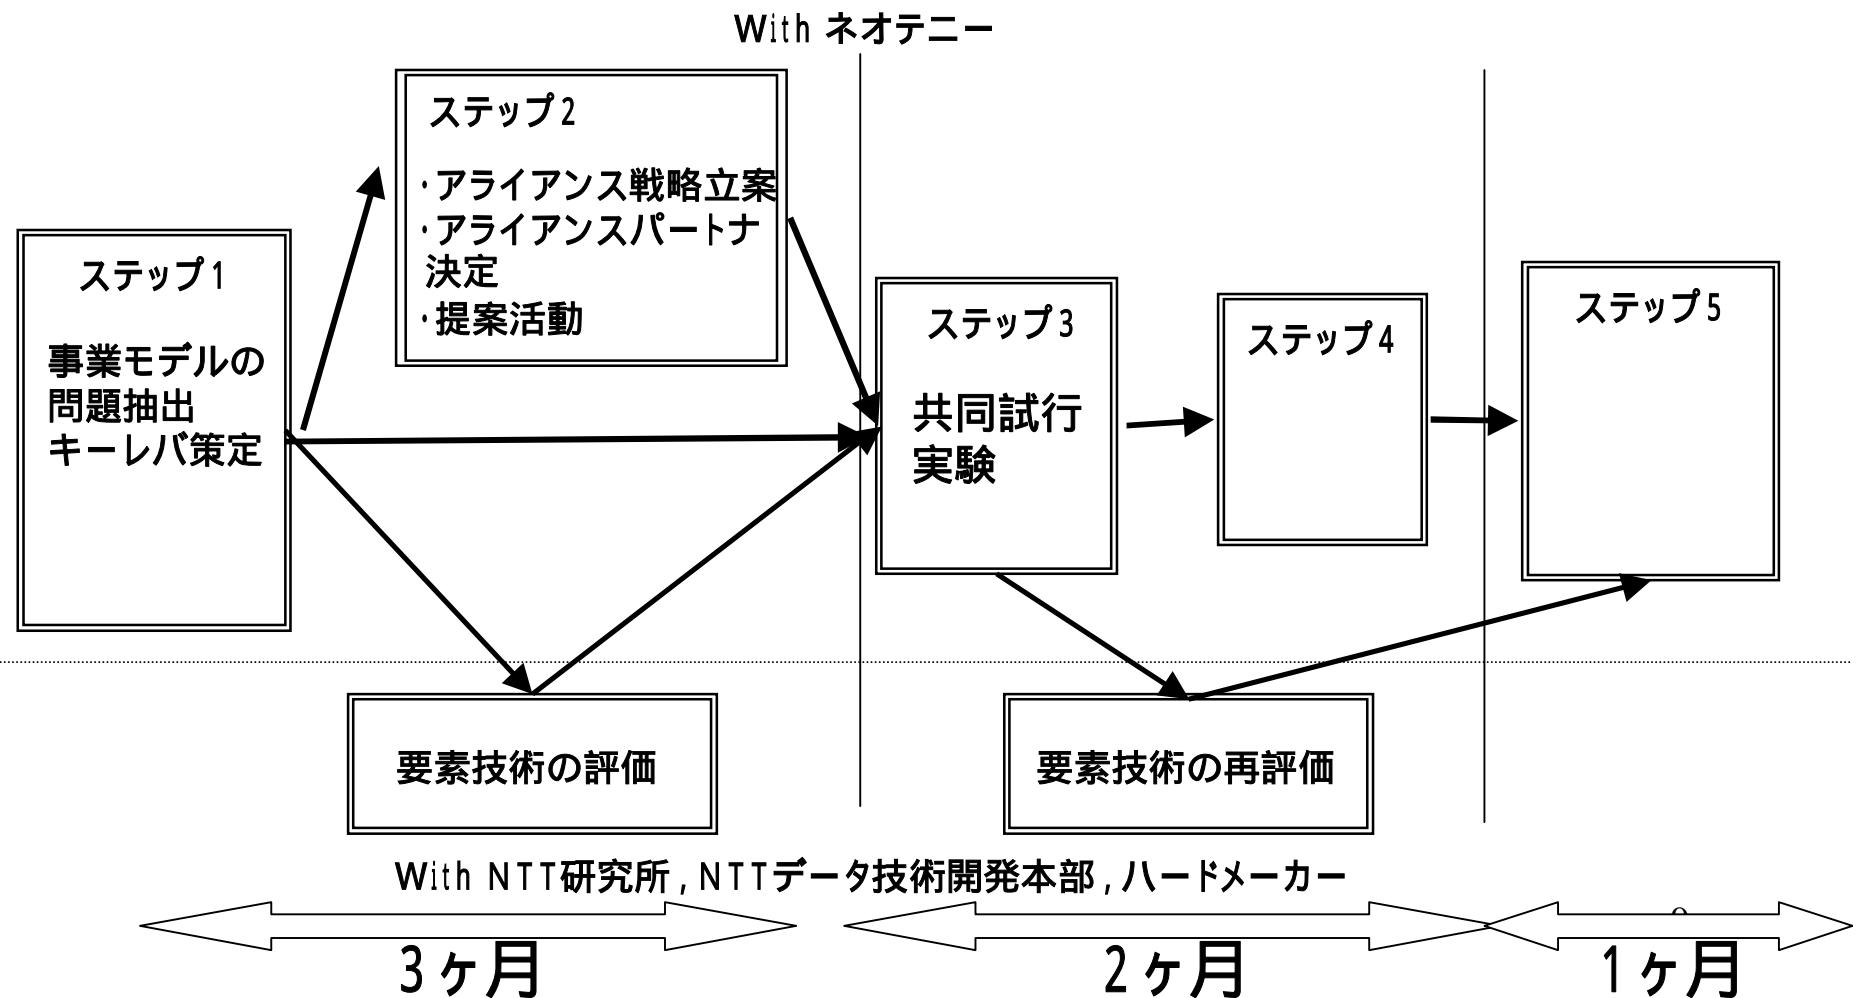 With ネオテニー
ステップ1
事業モデルの
問題抽出
キーレバ策定
ステップ2
・アライアンス戦略立案
・アライアンスパートナ
決定
・提案活動
ステップ3
共同試行
実験
ステップ4
ステップ5
要素技術の評価
要素技術の再評価
With NTT研究所,NTTデータ技術開発本部,ハードメーカー
3ヶ月
2ヶ月
1ヶ月